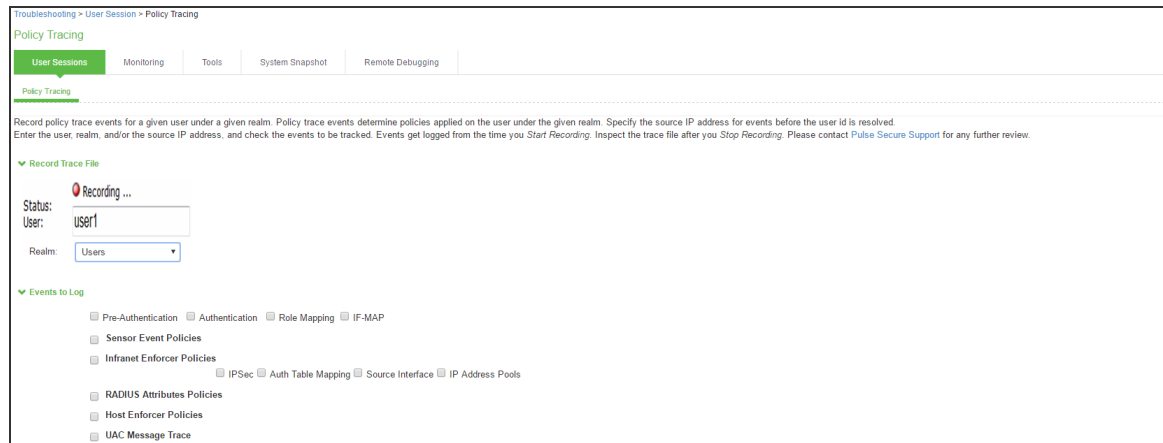 Troubleshooting > User Session > Policy Tracing
Policy Tracing
User Sessions Monitoring Tools System Snapshot Remote Debugging
Policy Tracing
Record policy trace events for a given user under a given realm. Policy trace events determine policies applied on the user under the given realm. Specify the source IP address for events before the user id is resolved.
Enter the user, realm, and/or the source IP address, and check the events to be tracked. Events get logged from the time you Start Recording. Inspect the trace file after you Stop Recording. Please contact Pulse Secure Support for any further review.
Record Trace File
Status: Recording ...
User: user1
Realm: Users
Events to Log
Pre-Authentication Authentication Role Mapping IF-MAP
Sensor Event Policies
Infranet Enforcer Policies
IPSec Auth Table Mapping Source Interface IP Address Pools
RADIUS Attributes Policies
Host Enforcer Policies
UAC Message Trace